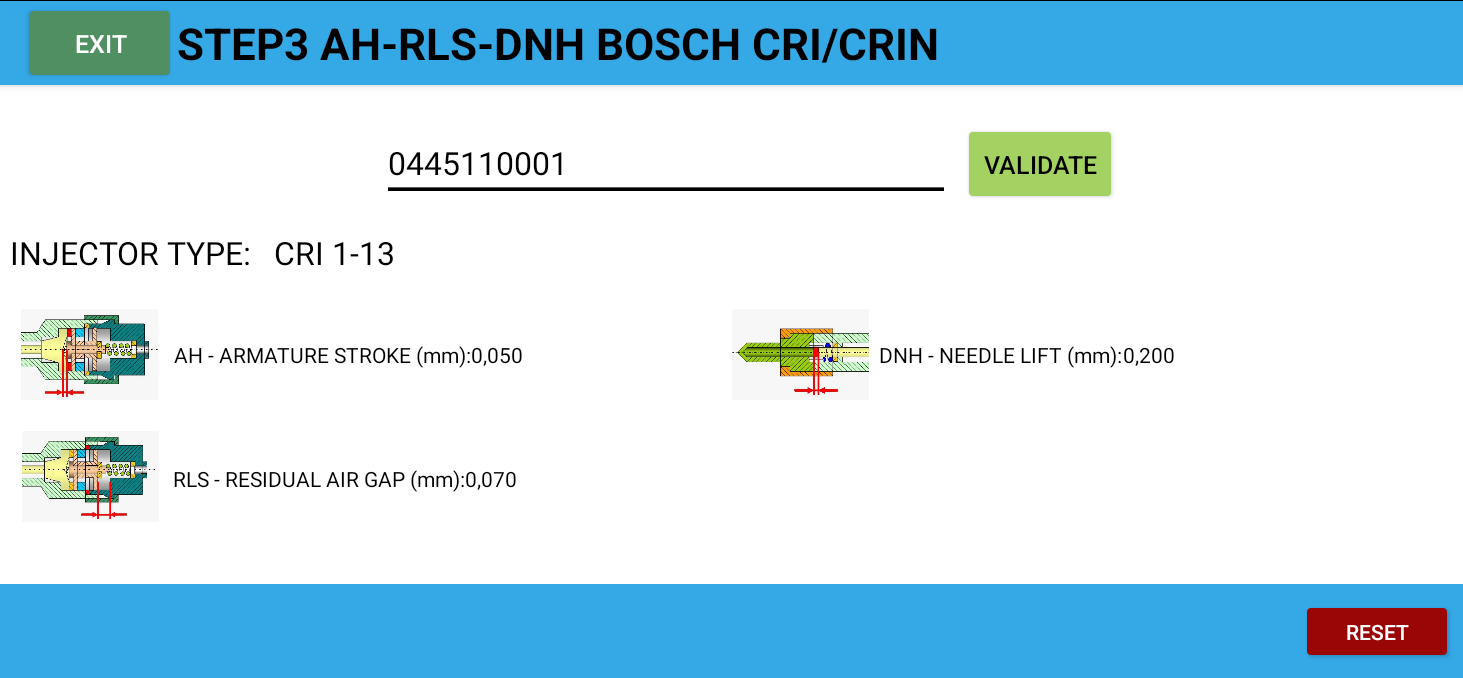 EXIT STEP3 AH-RLS-DNH BOSCH CRI/CRIN
0445110001 VALIDATE
INJECTOR TYPE: CRI 1-13
AH - ARMATURE STROKE (mm):0,050
DNH - NEEDLE LIFT (mm):0,200
RLS - RESIDUAL AIR GAP (mm):0,070
RESET